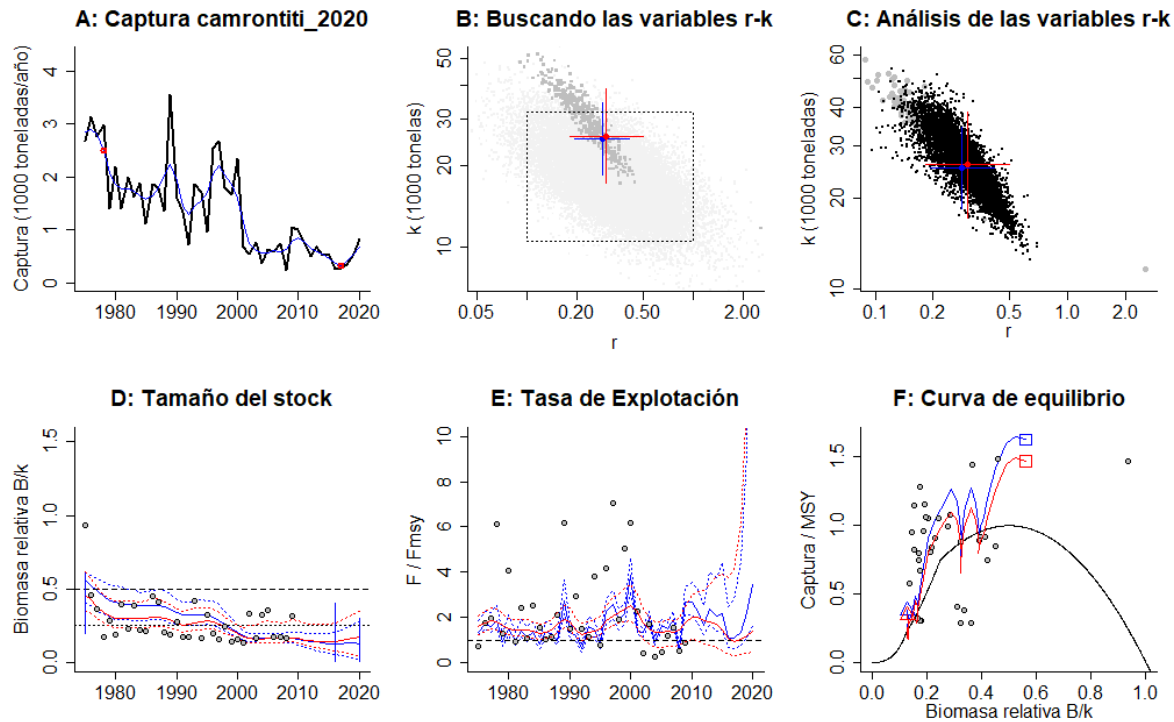 A: Captura camrontiti_2020
Captura (1000 toneladas/año)
4
3
2
1
0
1980 1990 2000 2010 2020
B: Buscando las variables r-k
k (1000 tonelas)
50
30
20
10
0.05 0.20 0.50 2.00
r
C: Análisis de las variables r-k
k (1000 toneladas)
60
40
30
20
10
0.1 0.2 0.5 1.0 2.0
r
D: Tamaño del stock
Biomasa relativa B/k
1.5
1.0
0.5
0.0
1980 1990 2000 2010 2020
E: Tasa de Explotación
F / Fmsy
10
8
6
4
2
0
1980 1990 2000 2010 2020
F: Curva de equilibrio
Captura / MSY
1.5
1.0
0.5
0.0
0.0 0.2 0.4 0.6 0.8 1.0
Biomasa relativa B/k